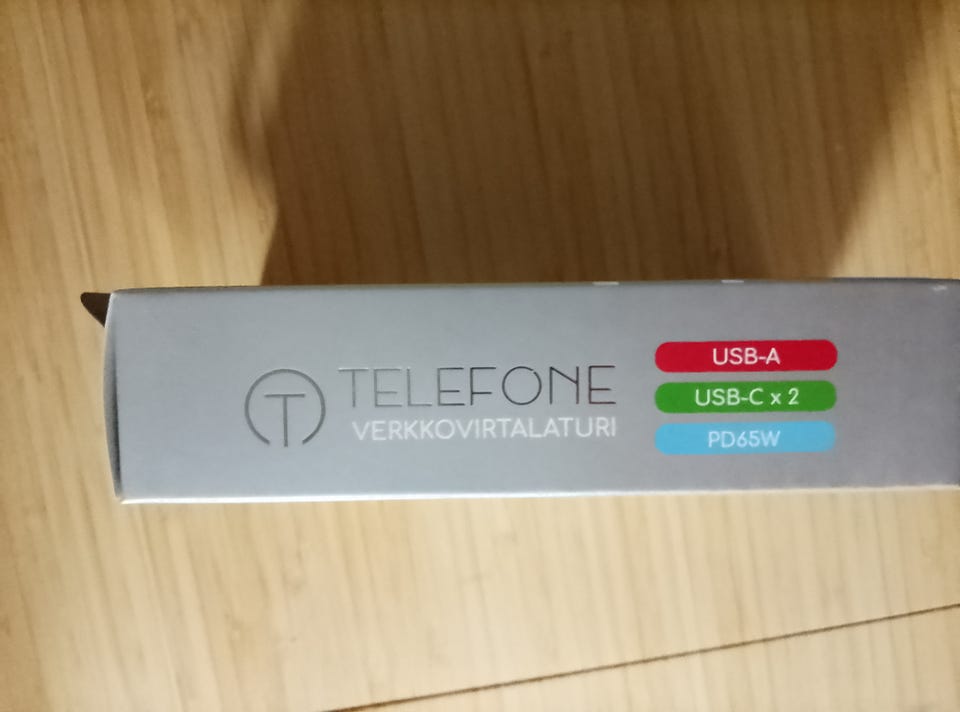 TELEFONE
VERKKOVIRTALATURI
USB-A
USB-C x 2
PD65W